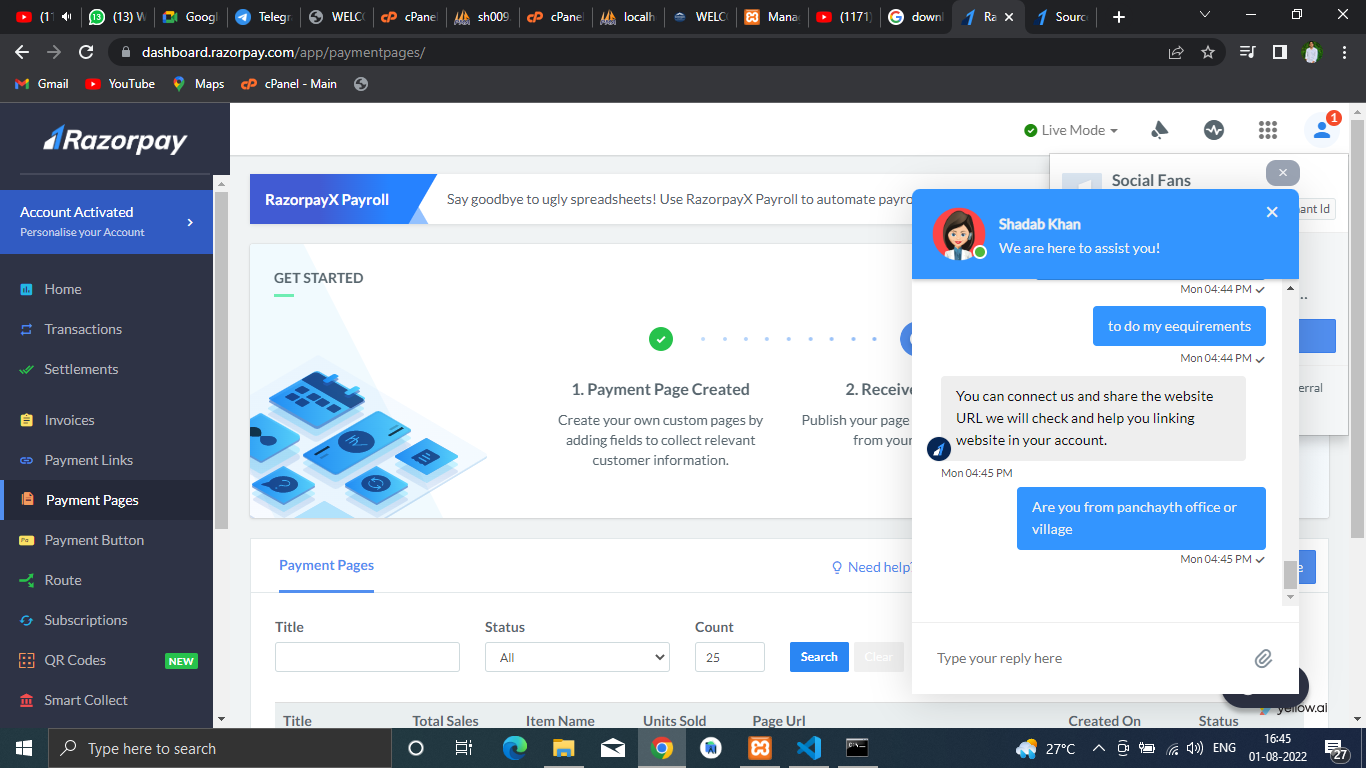 (11
(13) W
Google
Telegr
WELCO
cPanel
sh009.
cPanel
localh
WELCO
Mana
(1171)
downl
Ra
Sourc
dashboard.razorpay.com/app/paymentpages/
Gmail
YouTube
Maps
cPanel - Main
Razorpay
Live Mode
1
Account Activated
Personalise your Account
RazorpayX Payroll
Say goodbye to ugly spreadsheets! Use RazorpayX Payroll to automate payro
Social Fans
ant Id
Home
Transactions
Settlements
Invoices
Payment Links
Payment Pages
Payment Button
Route
Subscriptions
QR Codes
NEW
Smart Collect
GET STARTED
1. Payment Page Created
Create your own custom pages by
adding fields to collect relevant
customer information.
2. Receive
Publish your page
from your
erral
Payment Pages
Need help?
e
Title
Status
Count
All
25
Search
Clear
Title
Total Sales
Item Name
Units Sold
Page Url
Created On
Status
Shadab Khan
We are here to assist you!
Mon 04:44 PM
to do my eequirements
Mon 04:44 PM
You can connect us and share the website
URL we will check and help you linking
website in your account.
Mon 04:45 PM
Are you from panchayth office or
village
Mon 04:45 PM
Type your reply here
yellow.ai
Type here to search
27°C
ENG
16:45
01-08-2022
27